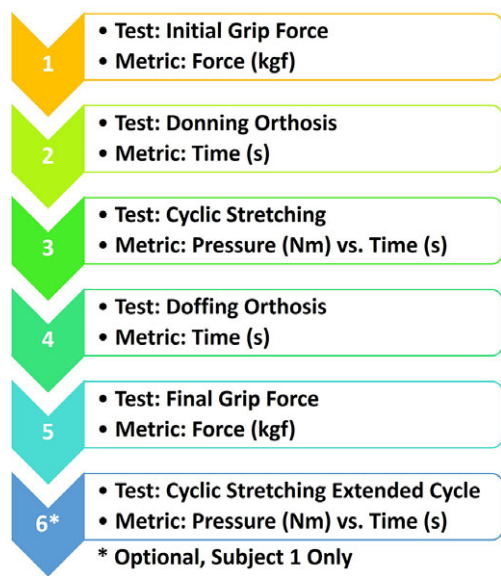 1
• Test: Initial Grip Force
• Metric: Force (kgf)
2
• Test: Donning Orthosis
• Metric: Time (s)
3
• Test: Cyclic Stretching
• Metric: Pressure (Nm) vs. Time (s)
4
• Test: Doffing Orthosis
• Metric: Time (s)
5
• Test: Final Grip Force
• Metric: Force (kgf)
6*
• Test: Cyclic Stretching Extended Cycle
• Metric: Pressure (Nm) vs. Time (s)
* Optional, Subject 1 Only